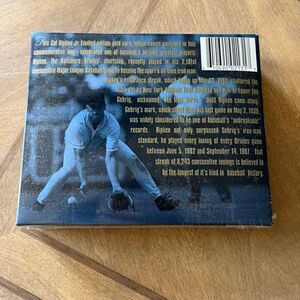 This Cal Ripken Jr. limited-edition gold card, which comes packaged in this
commemorative box, celebrates one of baseball's all-time greatest players.
Ripken, the Baltimore Orioles' shortstop, recently played in his 2,131st
consecutive Major League Baseball game to become the sport's all-time iron man.
Ripken's endurance streak, which began on May 30, 1982, shattered the
mark set by New York Yankees first baseman and Hall of Famer Lou
Gehrig, nicknamed "The Iron Horse." Until Ripken came along,
Gehrig's mark, which ended when his last game on May 2, 1939,
was widely considered to be one of baseball's "unbreakable"
records. Ripken not only surpassed Gehrig's iron-man
standard, he played every inning of every Orioles game
between June 5, 1982 and September 14, 1987. That
streak of 8,243 consecutive innings is believed to
be the longest of it's kind in baseball history.